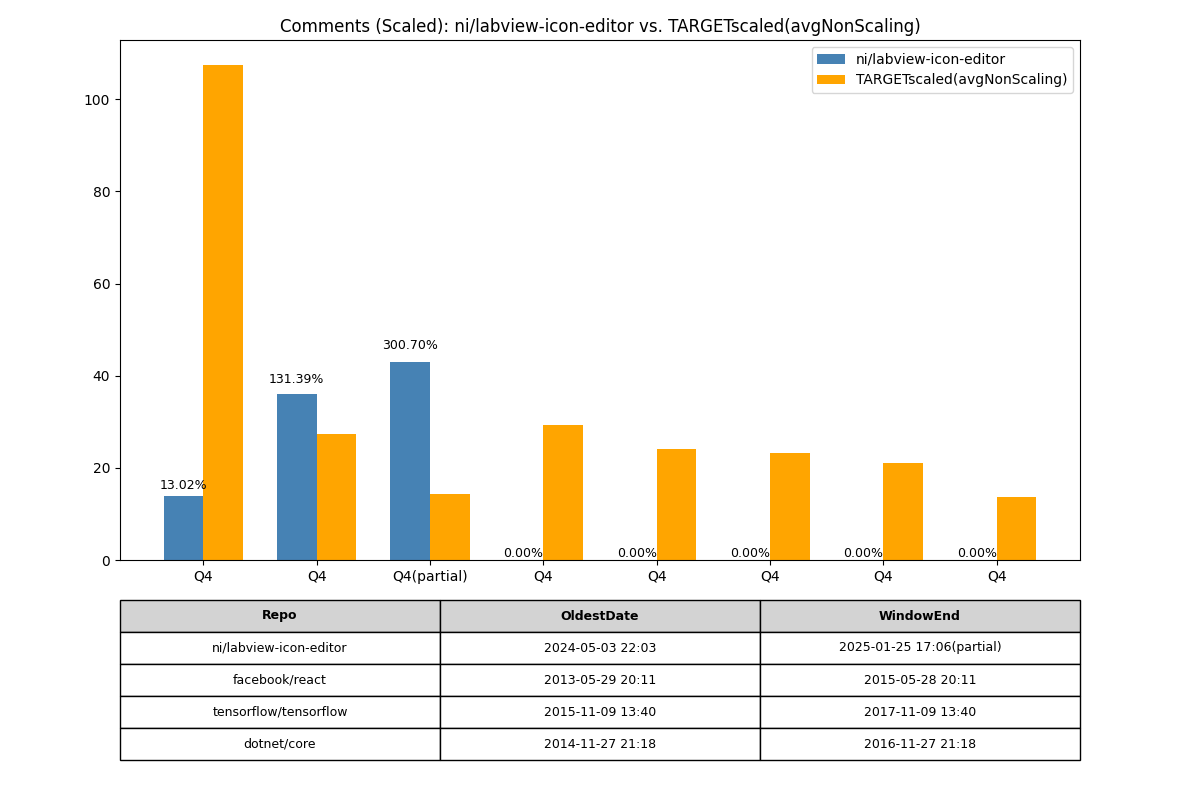 Comments (Scaled): ni/labview-icon-editor vs. TARGETscaled(avgNonScaling)
ni/labview-icon-editor
TARGETscaled(avgNonScaling)
100
80
60
40
20
0
13.02%
131.39%
300.70%
0.00%
0.00%
0.00%
0.00%
0.00%
Q4 Q4 Q4(partial) Q4 Q4 Q4 Q4 Q4
Repo OldestDate WindowEnd
ni/labview-icon-editor 2024-05-03 22:03 2025-01-25 17:06(partial)
facebook/react 2013-05-29 20:11 2015-05-28 20:11
tensorflow/tensorflow 2015-11-09 13:40 2017-11-09 13:40
dotnet/core 2014-11-27 21:18 2016-11-27 21:18